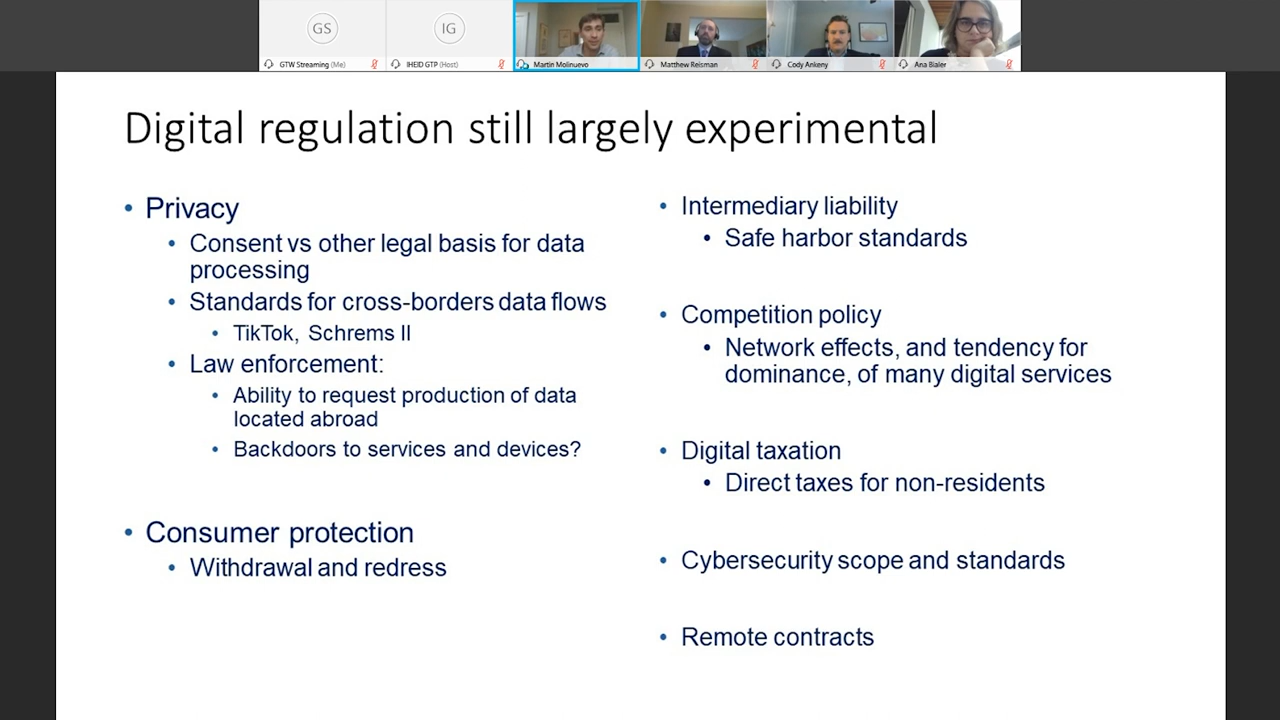 GS
IG
GTW Streaming (Me)
IHEID GTP (Host)
Martin Molinuevo
Matthew Reisman
Cody Ankeny
Ana Bialer
Digital regulation still largely experimental
• Privacy
• Consent vs other legal basis for data
processing
• Standards for cross-borders data flows
• TikTok, Schrems II
• Law enforcement:
• Ability to request production of data
located abroad
• Backdoors to services and devices?
• Consumer protection
• Withdrawal and redress
• Intermediary liability
• Safe harbor standards
• Competition policy
• Network effects, and tendency for
dominance, of many digital services
• Digital taxation
• Direct taxes for non-residents
• Cybersecurity scope and standards
• Remote contracts